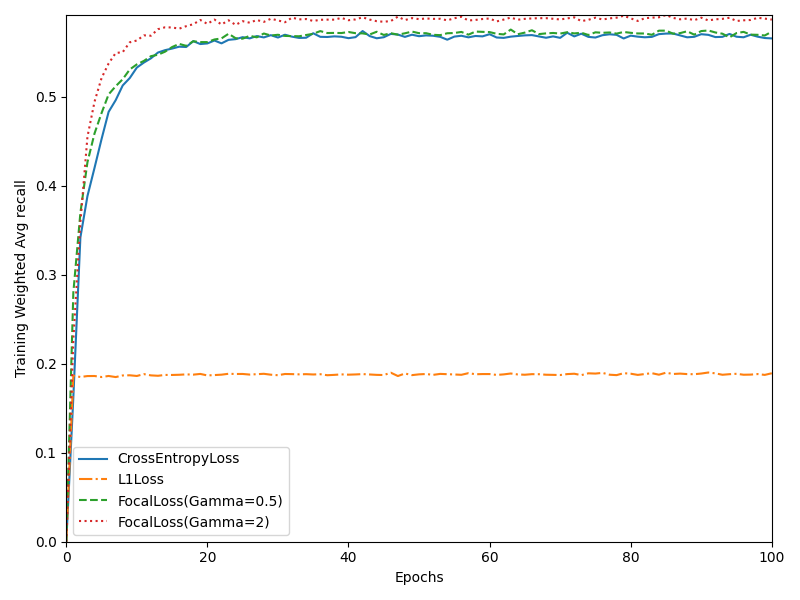 Training Weighted Avg recall
0.5
0.4
0.3
0.2
0.1
0.0
CrossEntropyLoss
L1Loss
FocalLoss(Gamma=0.5)
FocalLoss(Gamma=2)
0 20 40 60 80 100
Epochs